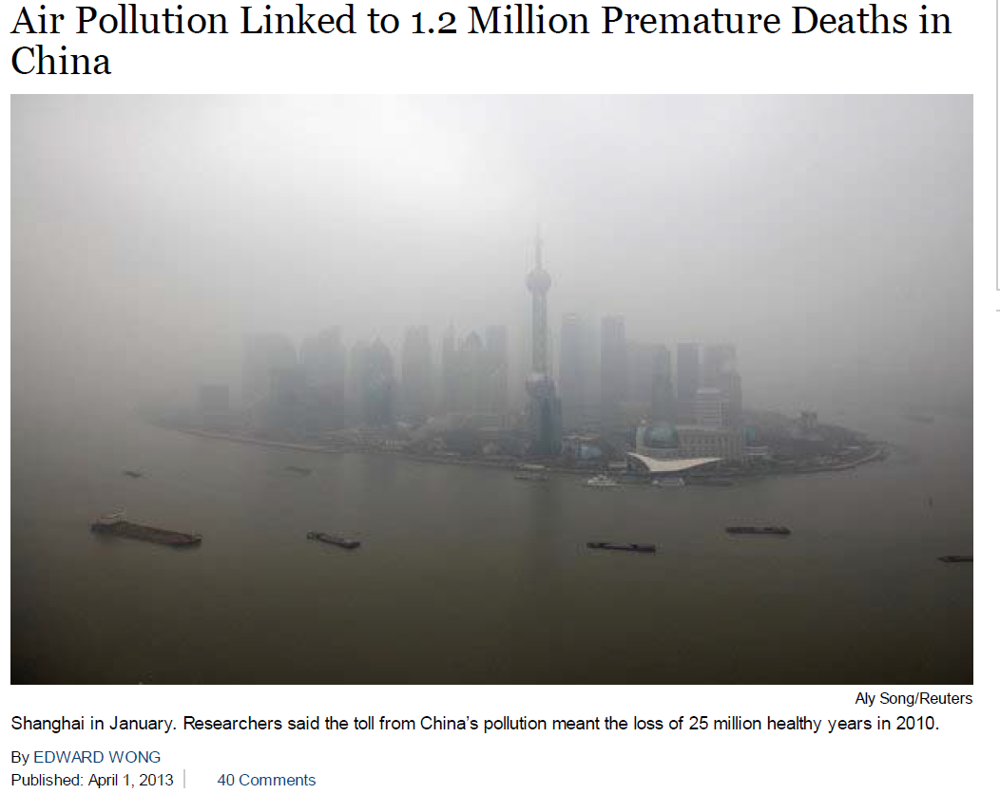 Air Pollution Linked to 1.2 Million Premature Deaths in
China
Aly Song/Reuters
Shanghai in January. Researchers said the toll from China’s pollution meant the loss of 25 million healthy years in 2010.
By EDWARD WONG
Published: April 1, 2013
40 Comments